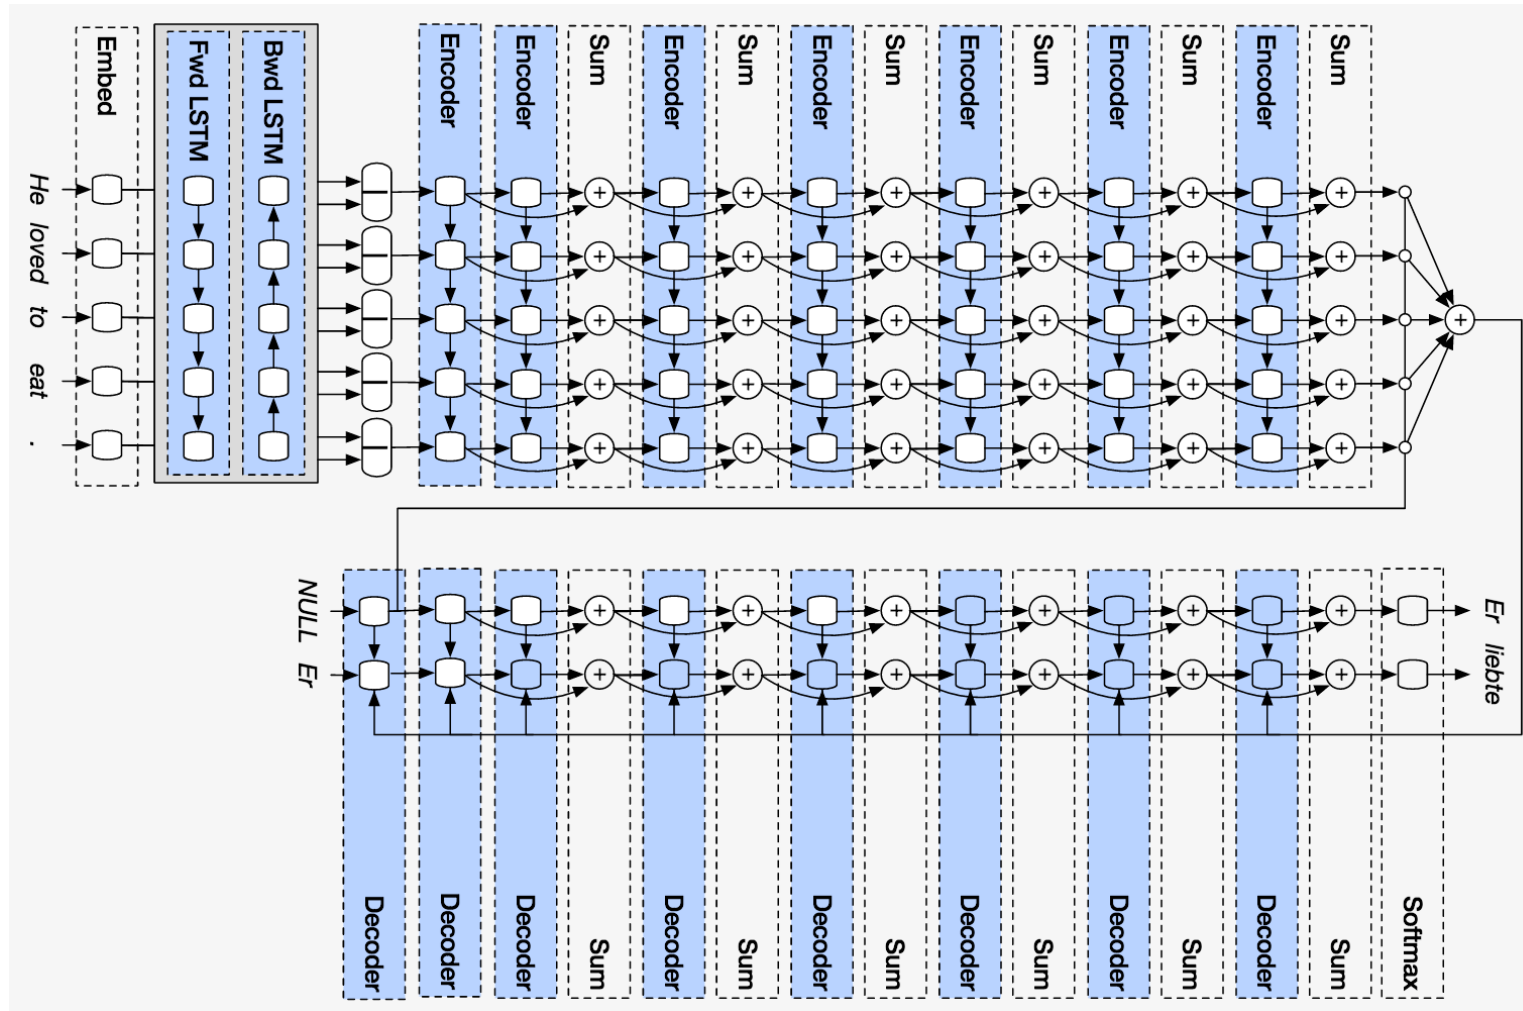 Embed
Fwd LSTM
Bwd LSTM
Encoder
Encoder
Sum
Encoder
Sum
Encoder
Sum
Encoder
Sum
Encoder
Sum
Encoder
Sum
He loved to eat .
+ + + + + +
+ + + + + +
+ + + + + + +
+ + + + + +
+ + + + + +
NULL Er
+ + + + + +
+ + + + + +
Er liebte
Decoder
Decoder
Decoder
Sum
Decoder
Sum
Decoder
Sum
Decoder
Sum
Decoder
Sum
Decoder
Sum
Softmax